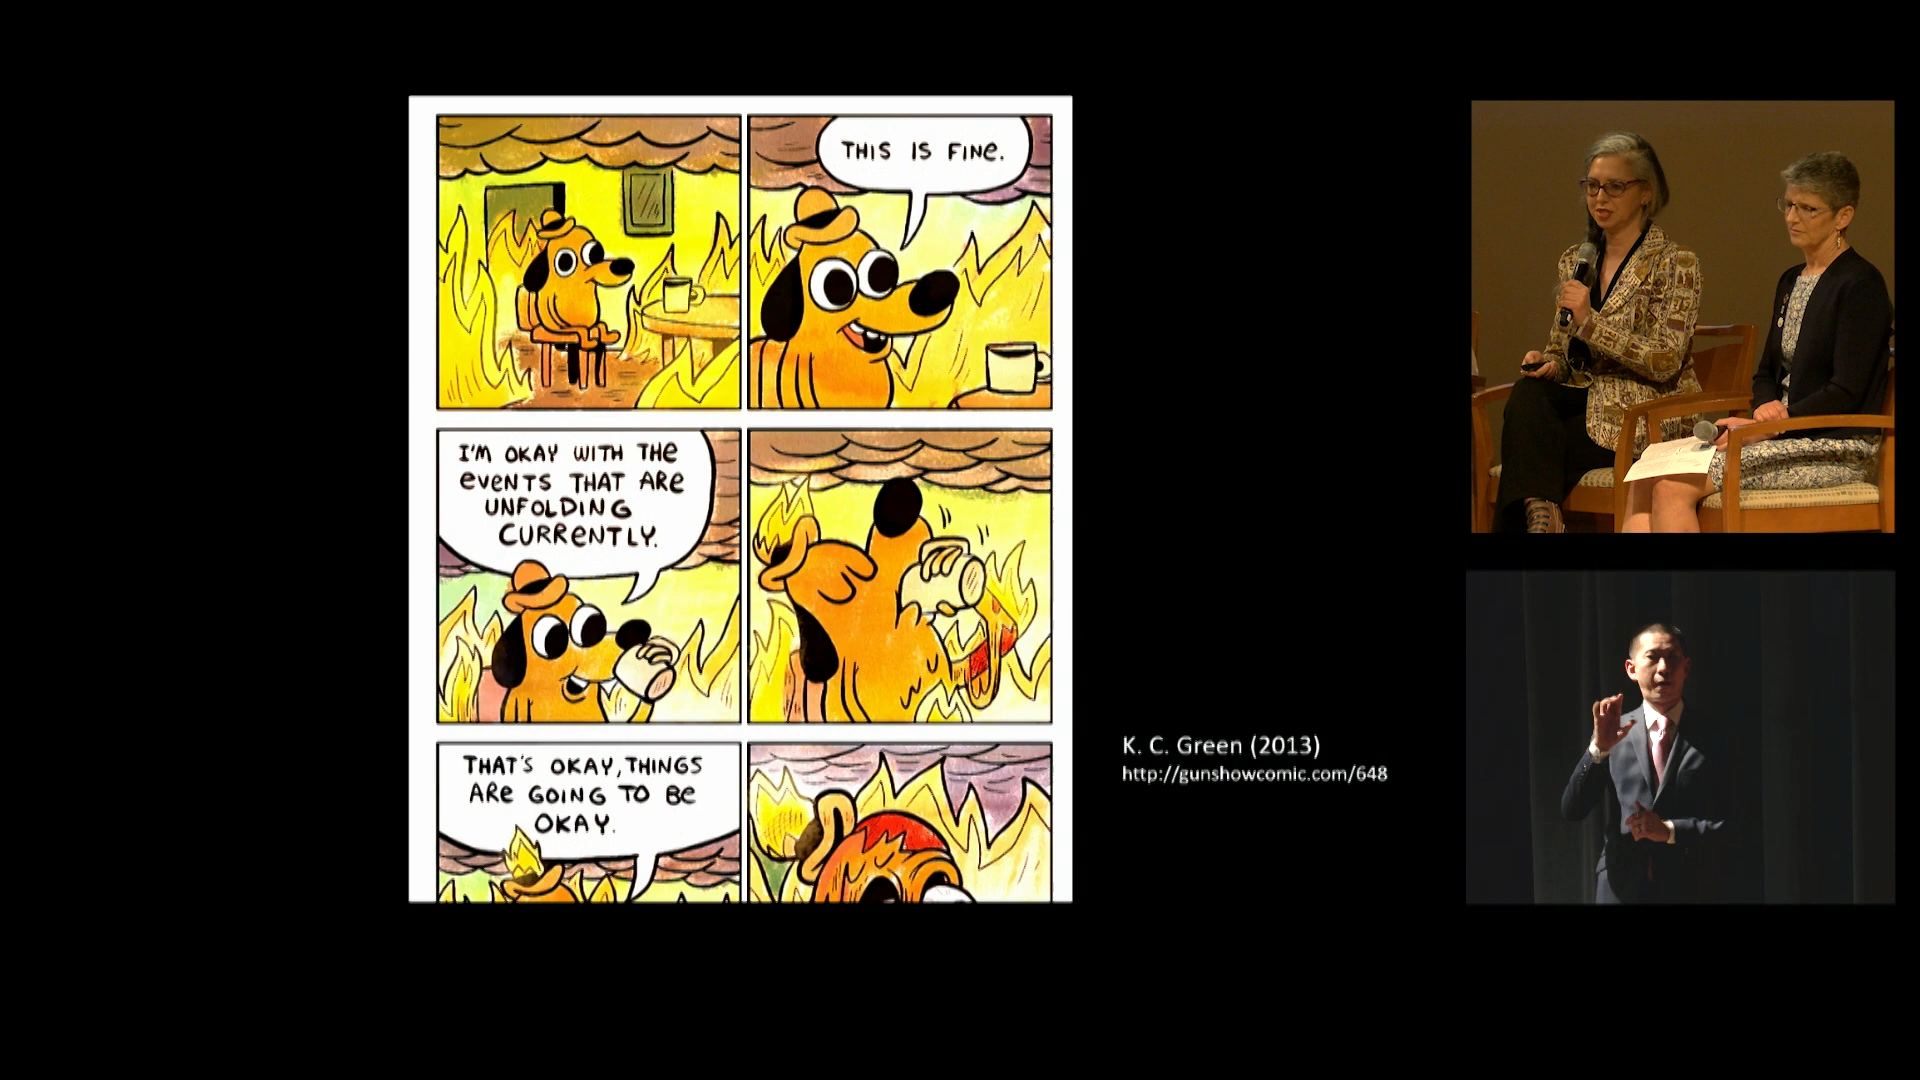 THIS IS FINE.
I'M OKAY WITH THE
EVENTS THAT ARE
UNFOLDING
CURRENTLY.
THAT'S OKAY, THINGS
ARE GOING TO BE
OKAY.
K. C. Green (2013)
http://gunshowcomic.com/648